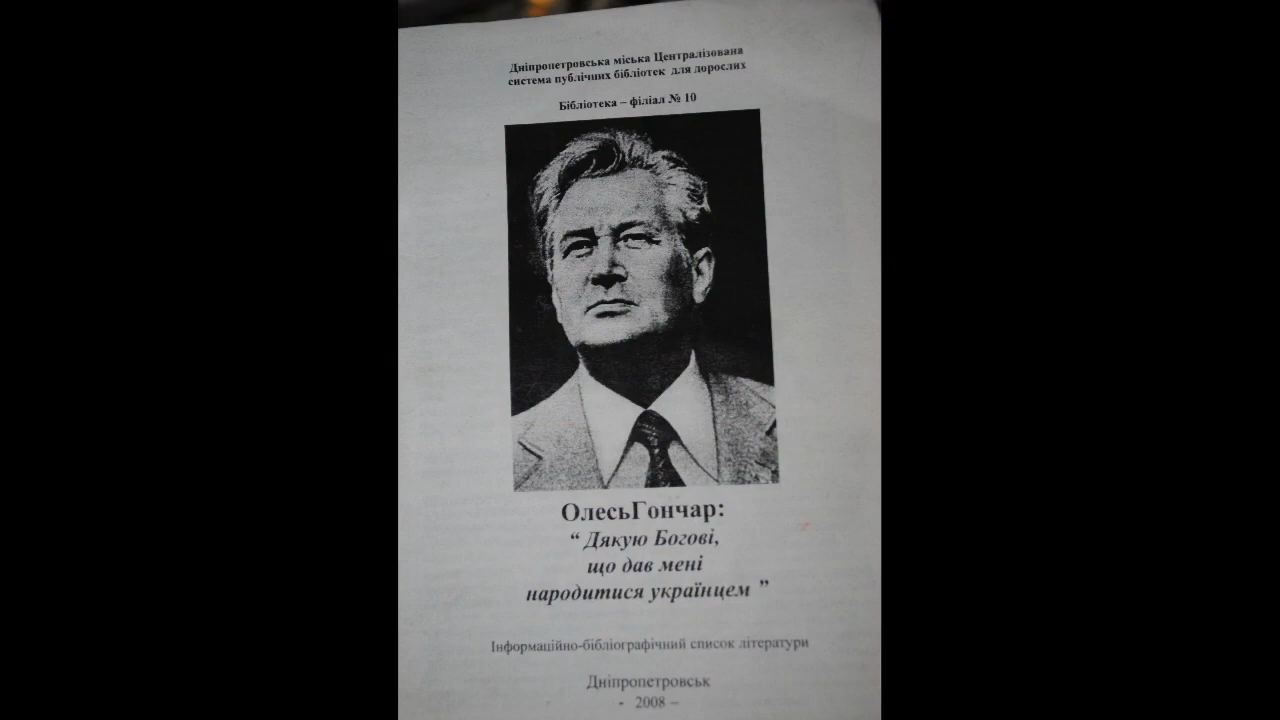 Дніпропетровська міська Централізована
система публічних бібліотек для дорослих
Бібліотека – філіал № 10
ОлесьГончар:
“ Дякую Богові,
що дав мені
народитися українцем ”
Інформаційно-бібліографічний список літератури
Дніпропетровськ
- 2008 –